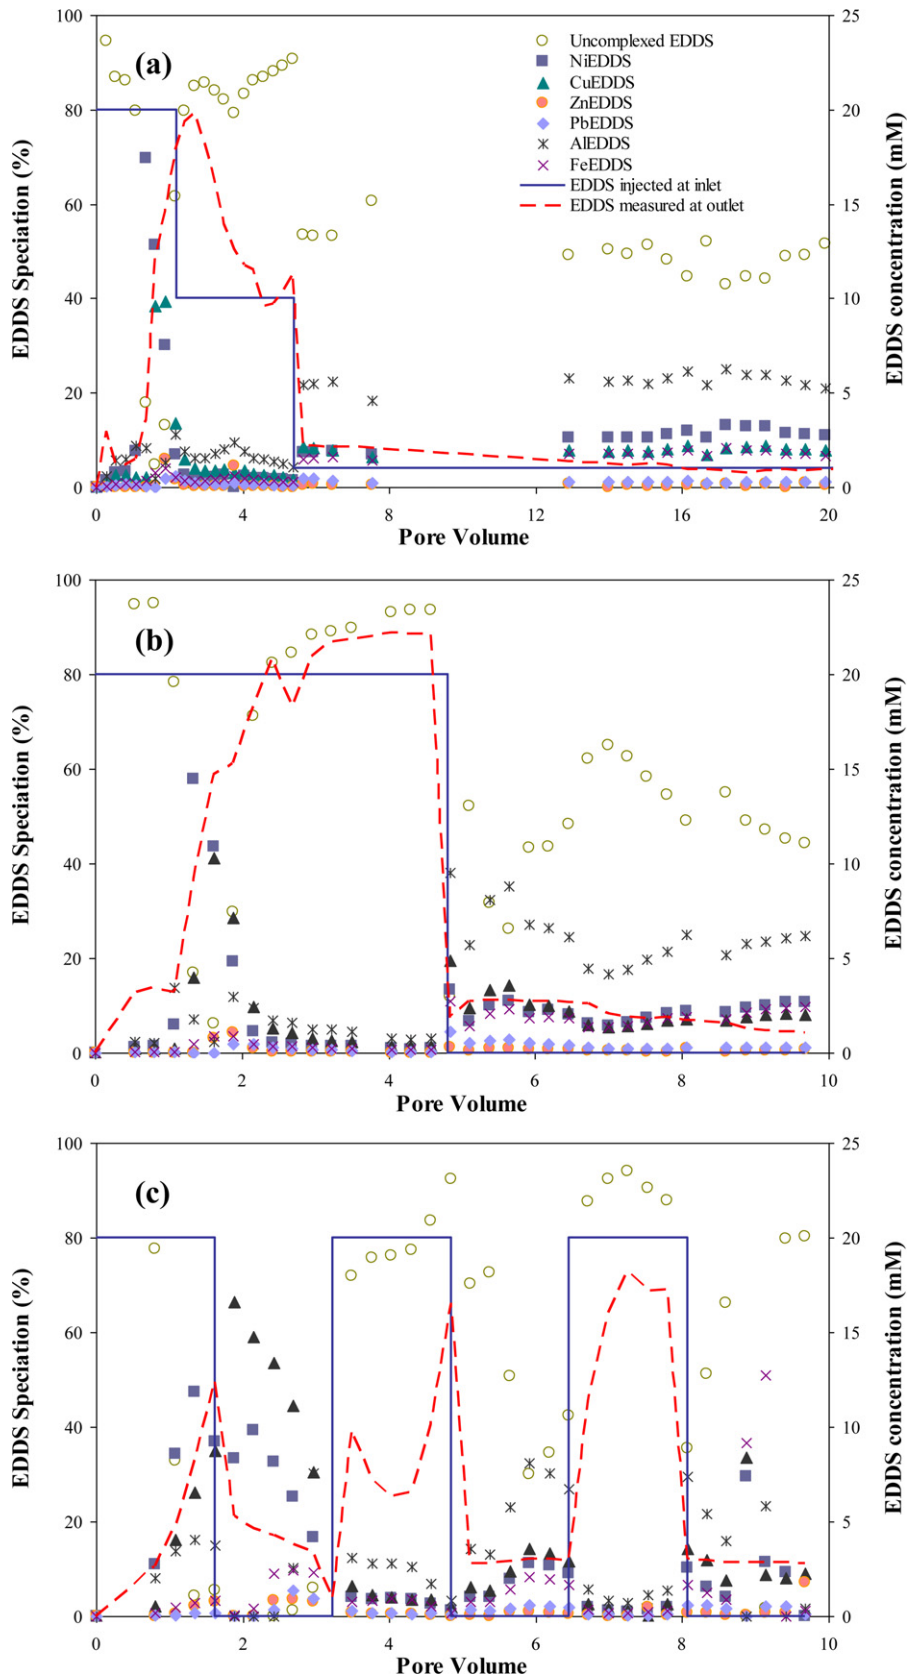 100
80
60
40
20
0
EDDS Speciation (%)
(a)
Uncomplexed EDDS
NiEDDS
CuEDDS
ZnEDDS
PbEDDS
AlEDDS
FeEDDS
EDDS injected at inlet
EDDS measured at outlet
25
20
15
10
5
0
EDDS concentration (mM)
0 4 8 12 16 20
Pore Volume
100
80
60
40
20
0
EDDS Speciation (%)
(b)
25
20
15
10
5
0
EDDS concentration (mM)
0 2 4 6 8 10
Pore Volume
100
80
60
40
20
0
EDDS Speciation (%)
(c)
25
20
15
10
5
0
EDDS concentration (mM)
0 2 4 6 8 10
Pore Volume